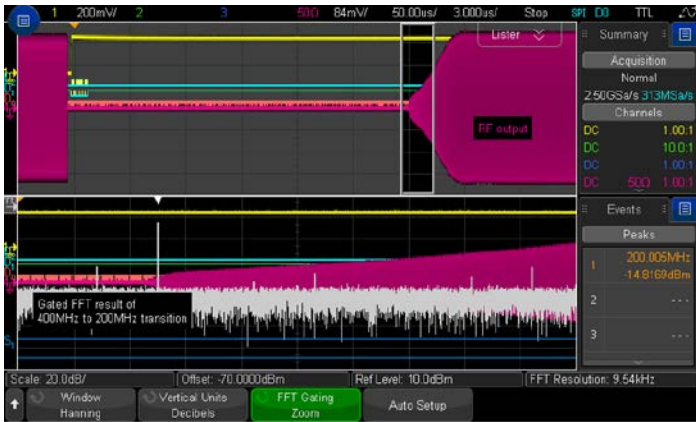 1 200mV/ 2 3 50Ω 84mV/ 50.00us/ 3.000us/ Stop SPI D0 TTL
Lister
Summary
Acquisition
Normal
2.50GSa/s 313MSa/s
Channels
DC 1.00:1
DC 10.0:1
DC 1.00:1
DC 50Ω 1.00:1
RF output
Events
Peaks
1 200.005MHz
-14.8169dBm
2 ---
3 ---
Gated FFT result of
400MHz to 200MHz transition
S1
Scale: 20.0dB/ Offset: -70.0000dBm Ref Level: 10.0dBm FFT Resolution: 9.54kHz
Window
Hanning
Vertical Units
Decibels
FFT Gating
Zoom
Auto Setup